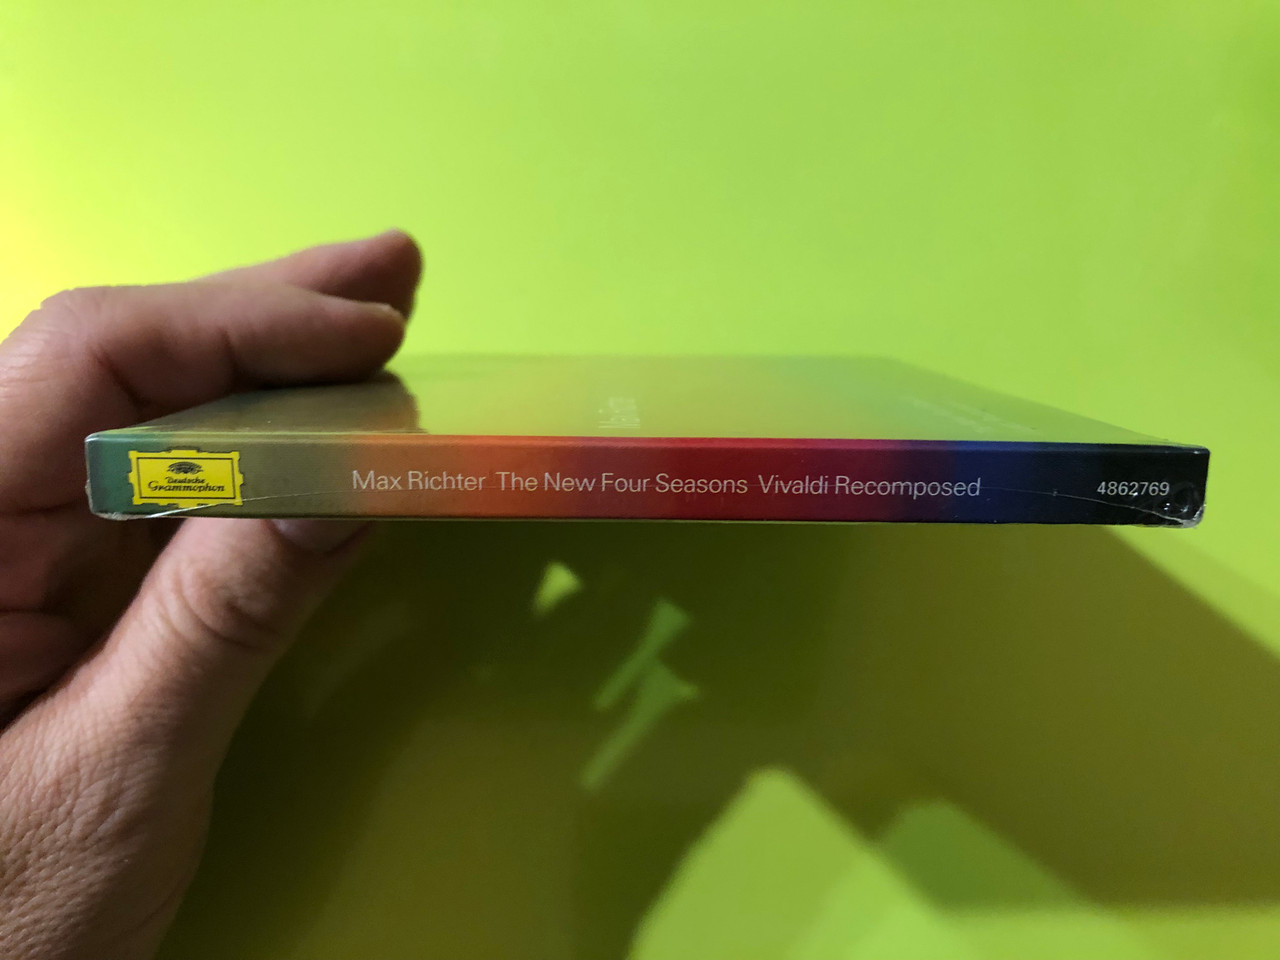 Deutsche
Grammophon
Max Richter The New Four Seasons Vivaldi Recomposed
4862769